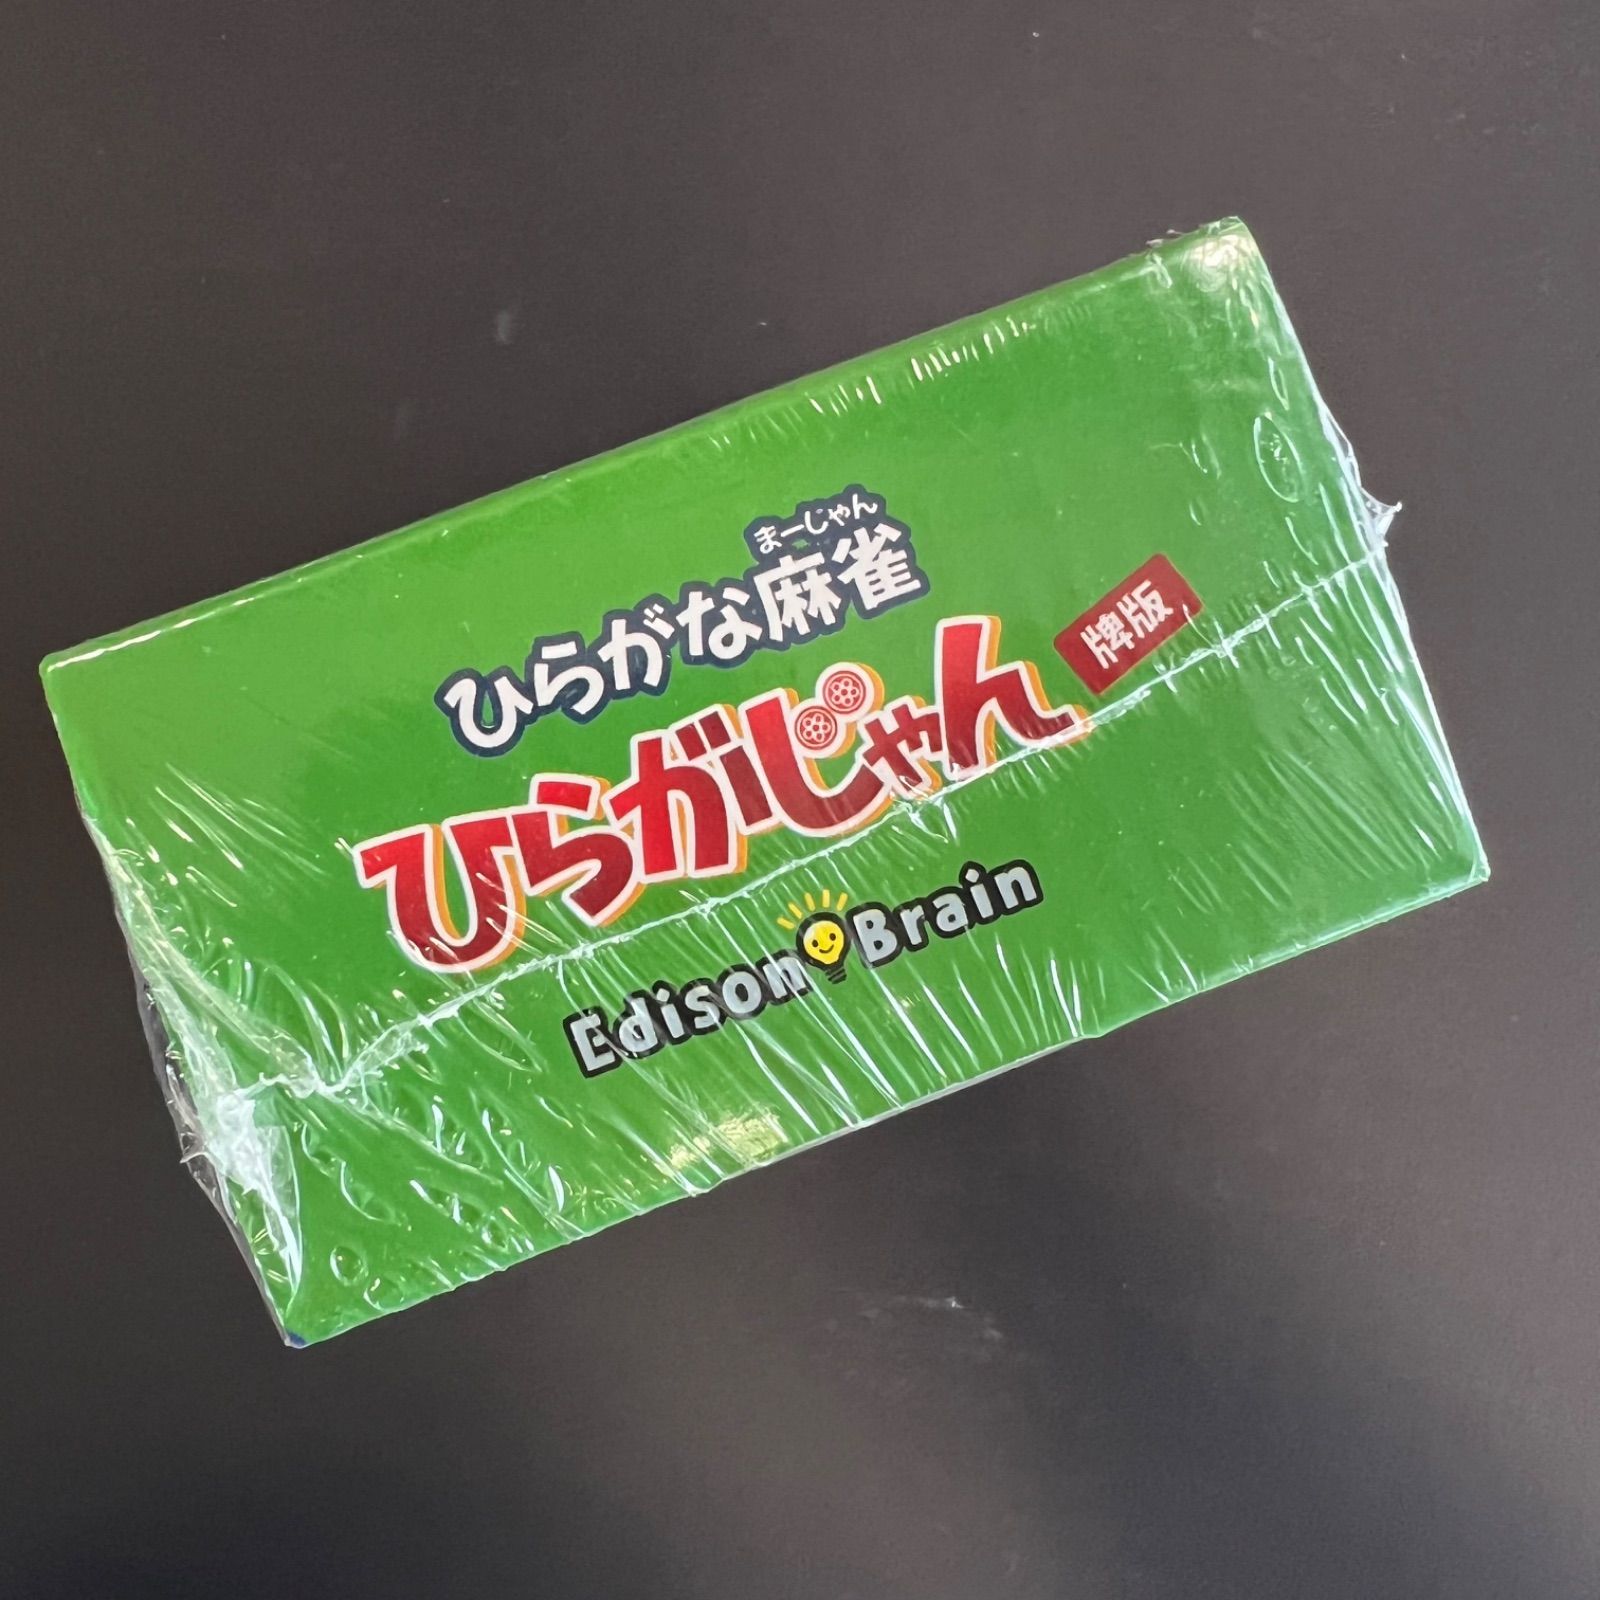 まーじゃん
ひらがな麻雀
ひらがじゃん
牌版
Edison Brain